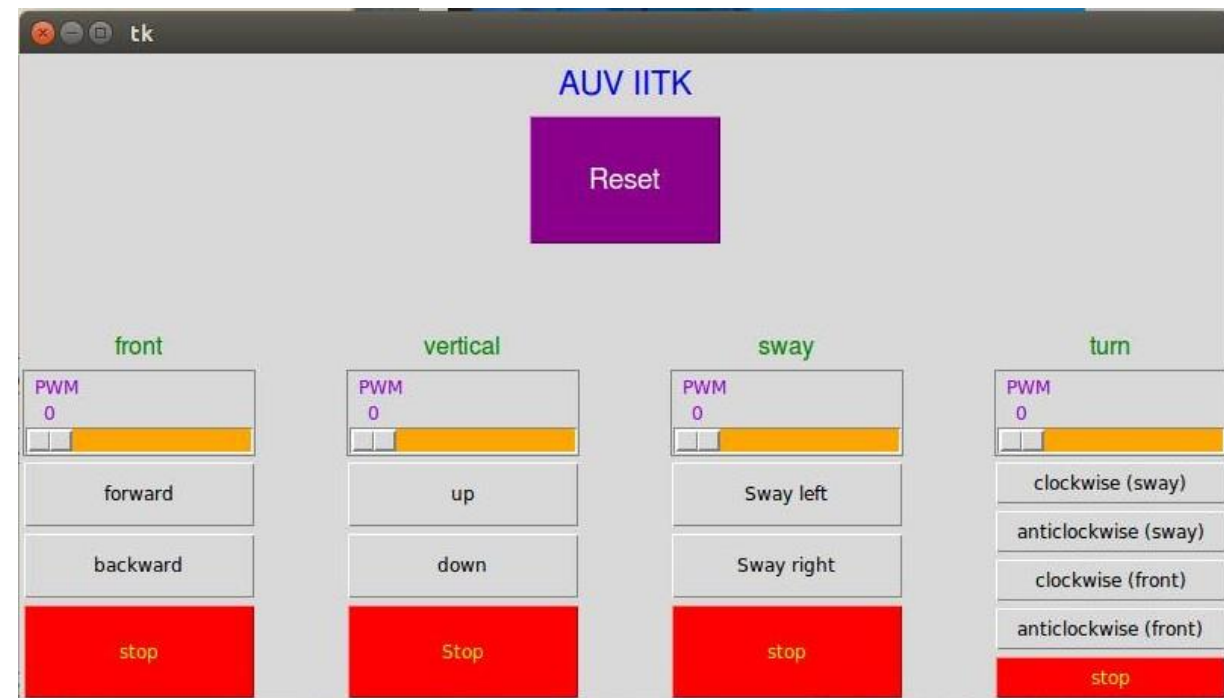 tk
AUV IITK
Reset
front
PWM
0
forward
backward
stop
vertical
PWM
0
up
down
Stop
sway
PWM
0
Sway left
Sway right
stop
turn
PWM
0
clockwise (sway)
anticlockwise (sway)
clockwise (front)
anticlockwise (front)
stop